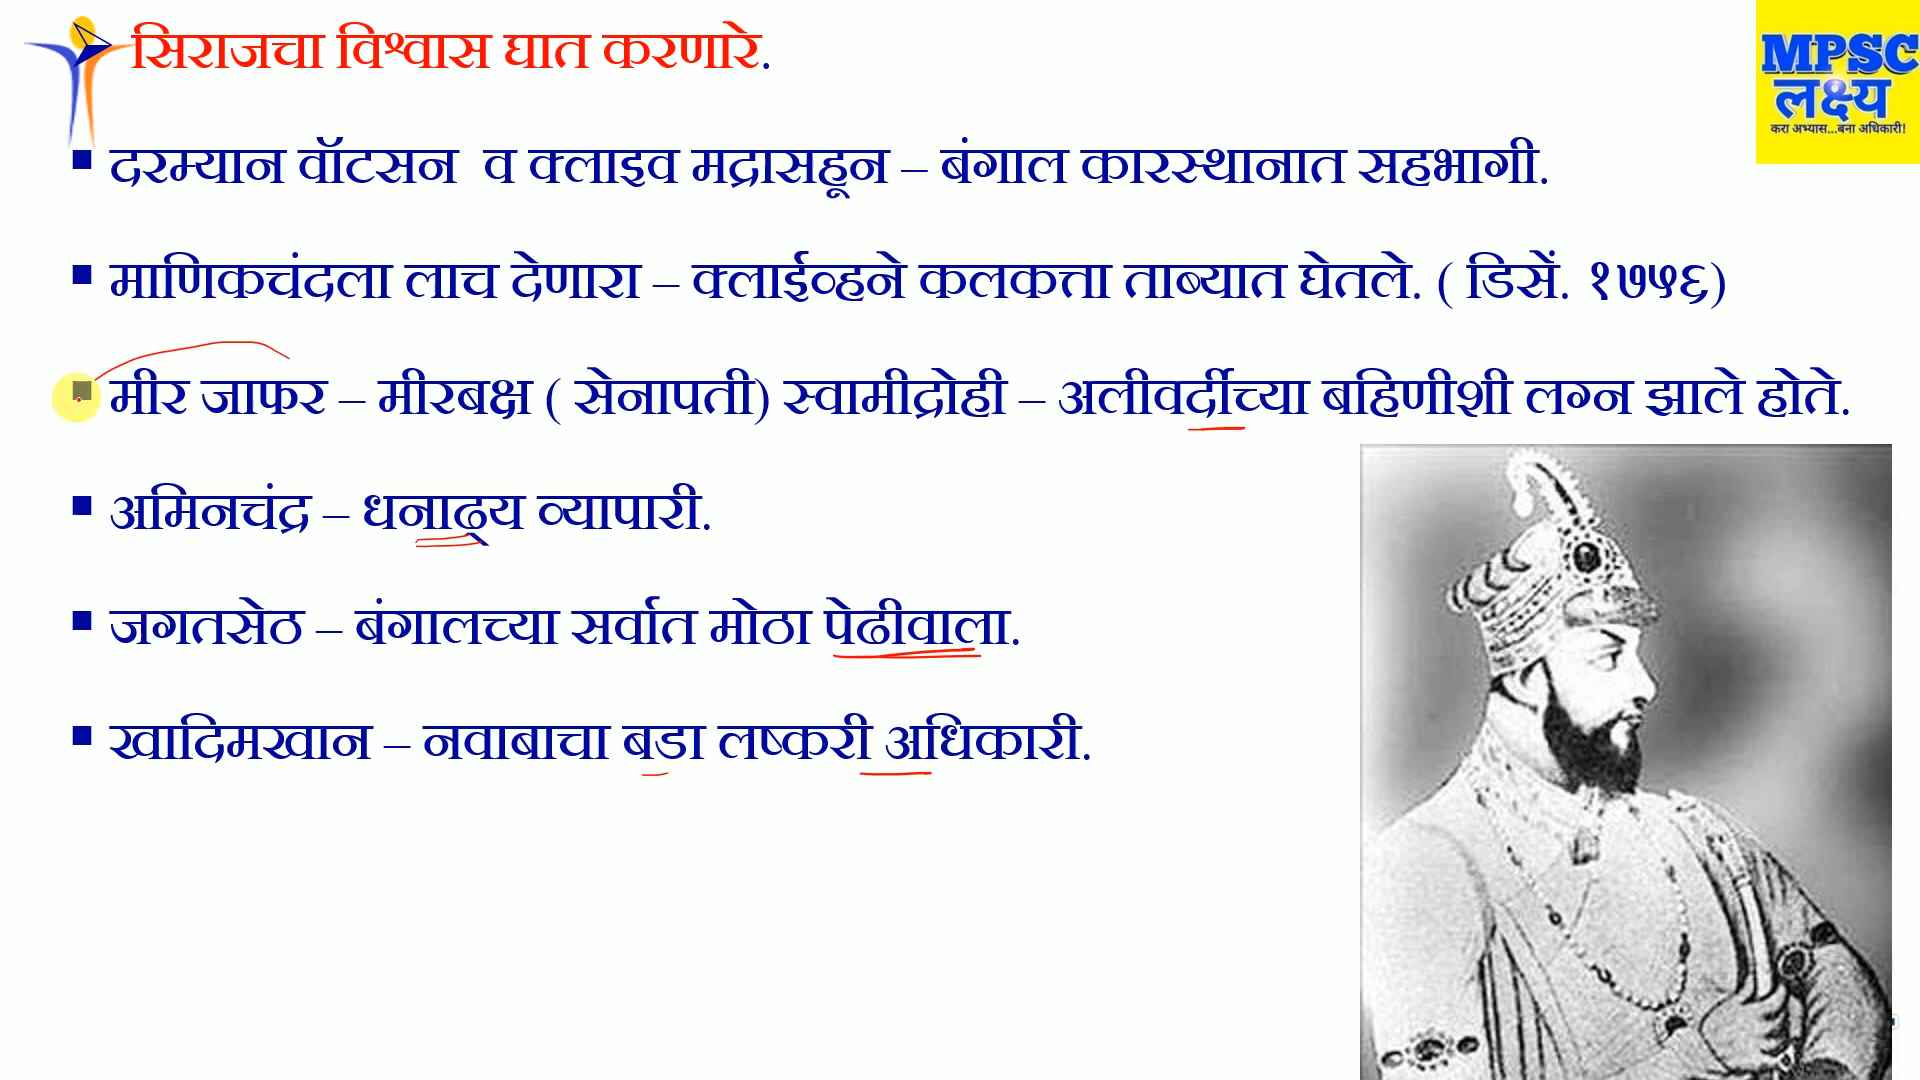 सिराजचा विश्वास घात करणारे.
MPSC
लक्ष्य
करा अभ्यास...बना अधिकारी!
दरम्यान वॉटसन व क्लाइव मद्रासहून – बंगाल कारस्थानात सहभागी.
माणिकचंदला लाच देणारा – क्लाईव्हने कलकत्ता ताब्यात घेतले. ( डिसें. १७५६)
मीर जाफर – मीरबक्ष ( सेनापती) स्वामीद्रोही – अलीवर्दीच्या बहिणीशी लग्न झाले होते.
अमिनचंद्र – धनाढ्य व्यापारी.
जगतसेठ – बंगालच्या सर्वात मोठा पेढीवाला.
खादिमखान – नवाबाचा बडा लष्करी अधिकारी.